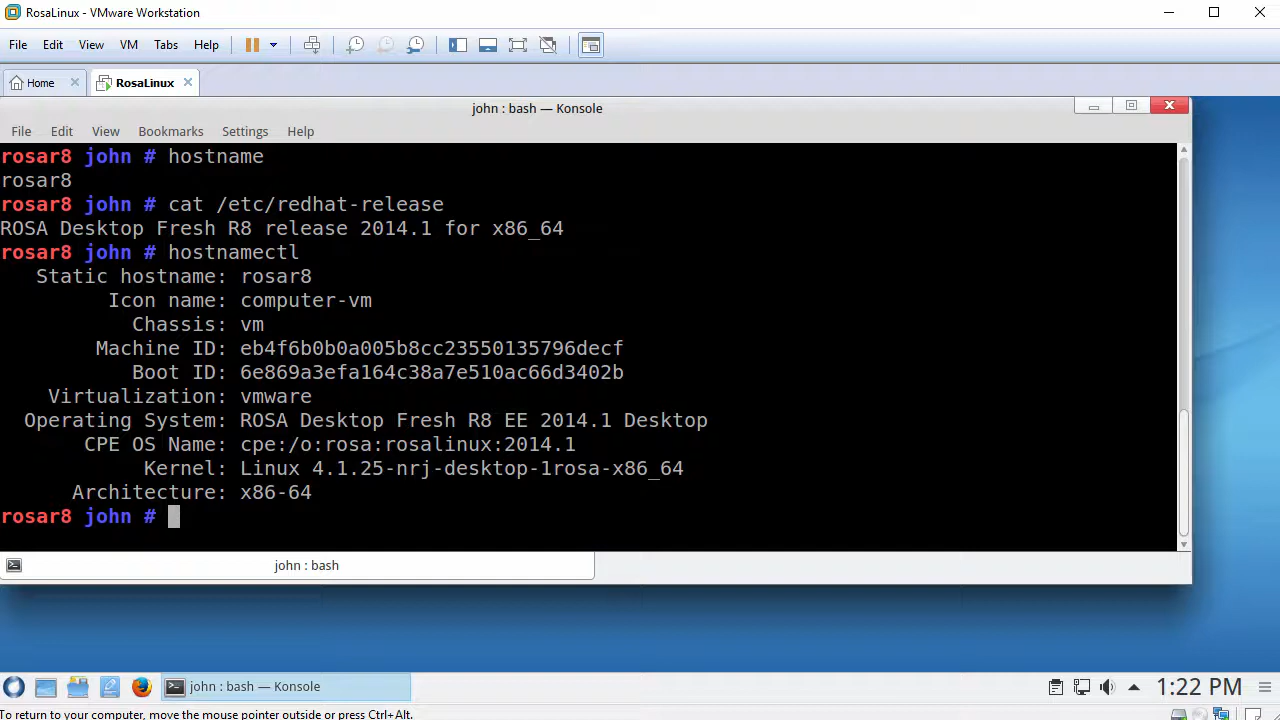 RosaLinux - VMware Workstation
File Edit View VM Tabs Help
Home RosaLinux
john : bash — Konsole
File Edit View Bookmarks Settings Help
rosar8 john # hostname
rosar8
rosar8 john # cat /etc/redhat-release
ROSA Desktop Fresh R8 release 2014.1 for x86_64
rosar8 john # hostnamectl
Static hostname: rosar8
Icon name: computer-vm
Chassis: vm
Machine ID: eb4f6b0b0a005b8cc23550135796decf
Boot ID: 6e869a3efa164c38a7e510ac66d3402b
Virtualization: vmware
Operating System: ROSA Desktop Fresh R8 EE 2014.1 Desktop
CPE OS Name: cpe:/o:rosa:rosalinux:2014.1
Kernel: Linux 4.1.25-nrj-desktop-1rosa-x86_64
Architecture: x86-64
rosar8 john #
john : bash
john : bash — Konsole
1:22 PM
To return to your computer, move the mouse pointer outside or press Ctrl+Alt.